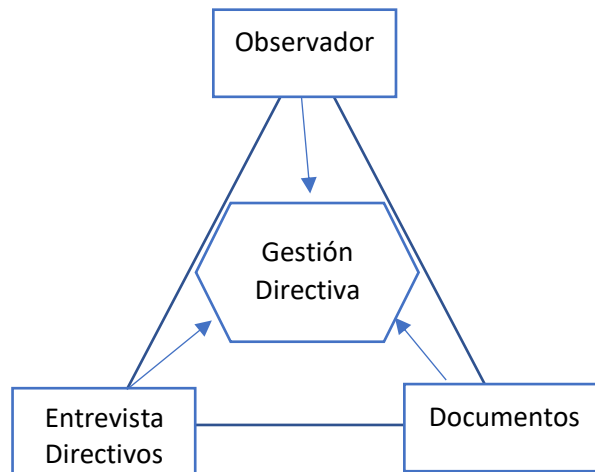 Observador
Gestión
Directiva
Entrevista
Directivos
Documentos